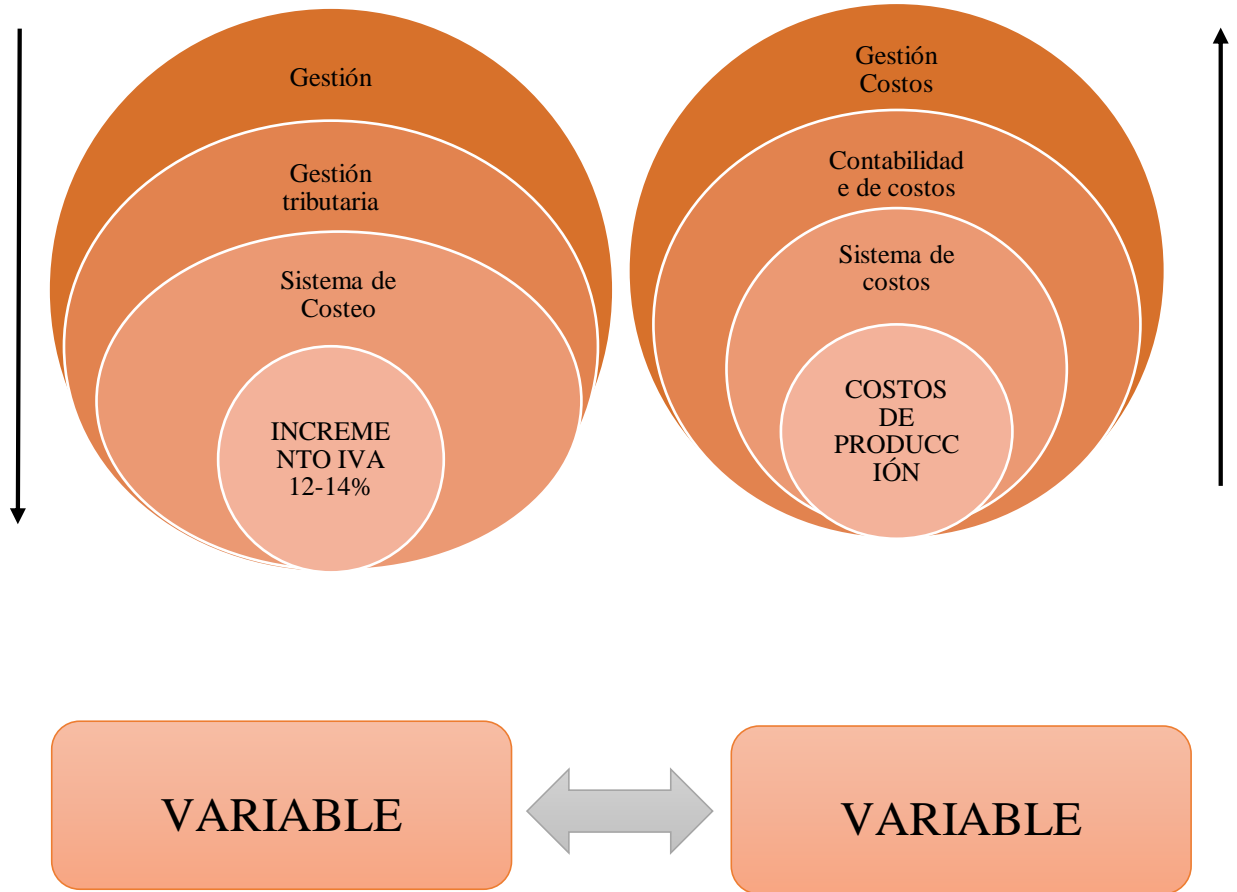 Gestión
Gestión
tributaria
Sistema de
Costeo
INCREME
NTO IVA
12-14%
Gestión
Costos
Contabilidad
e de costos
Sistema de
costos
COSTOS
DE
PRODUCC
IÓN
VARIABLE
VARIABLE